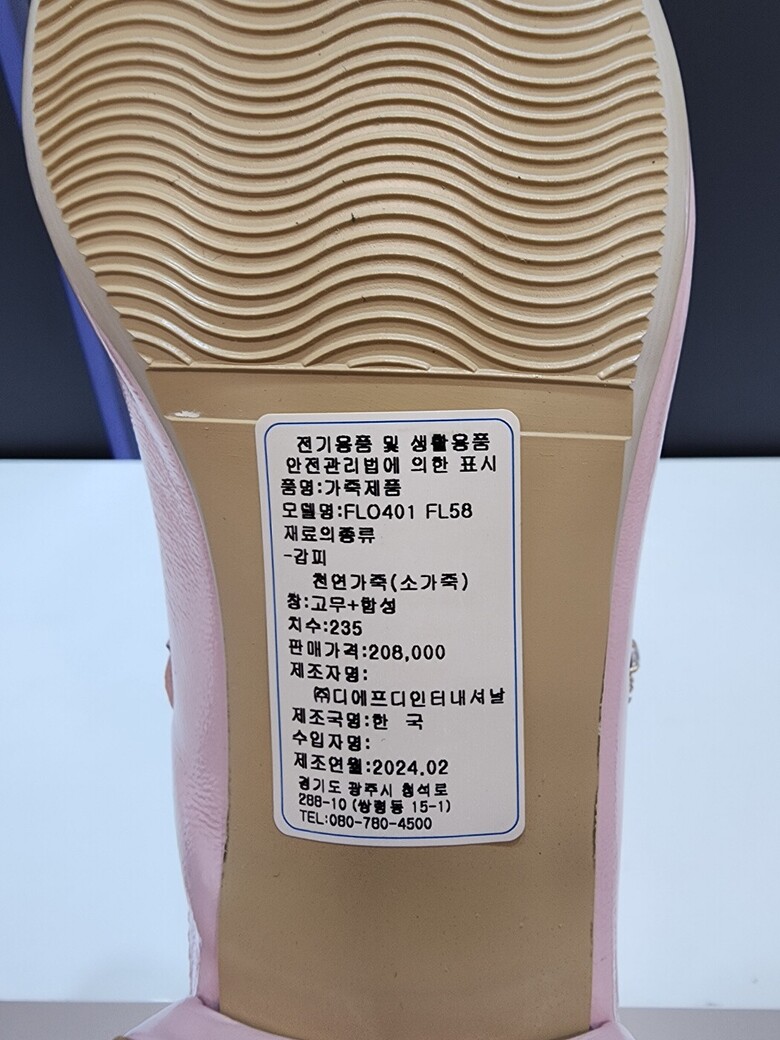 전기용품 및 생활용품
안전관리법에 의한 표시
품명:가죽제품
모델명:FLO401 FL58
재료의종류
-갑피
천연가죽(소가죽)
창:고무+합성
치수:235
판매가격:208,000
제조자명:
㈜디에프디인터내셔날
제조국명:한 국
수입자명:
제조연월:2024.02
경기도 광주시 청석로
288-10 (쌍령동 15-1)
TEL:080-780-4500